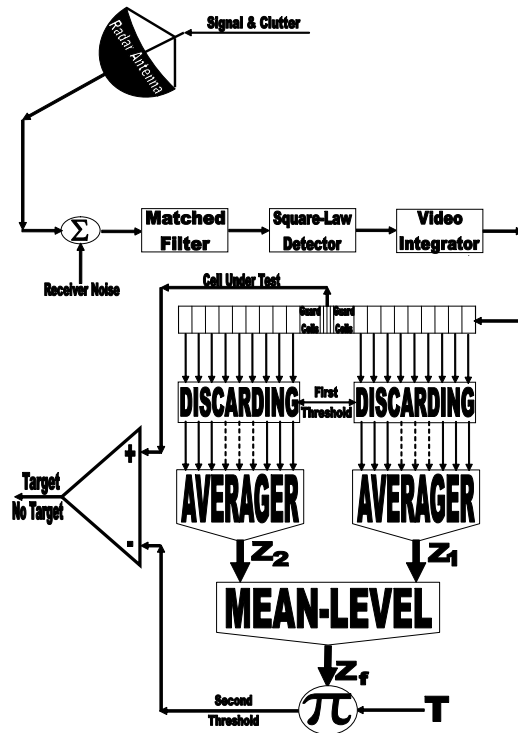 Signal & Clutter
Radar Antenna
Σ
Matched
Filter
Square-Law
Detector
Video
Integrator
Receiver Noise
Cell Under Test
Guard
Cells
Guard
Cells
DISCARDING
First
Threshold
DISCARDING
+
Target
No Target
-
AVERAGER
AVERAGER
Z2
Z1
MEAN-LEVEL
Zf
Second
Threshold
π
T